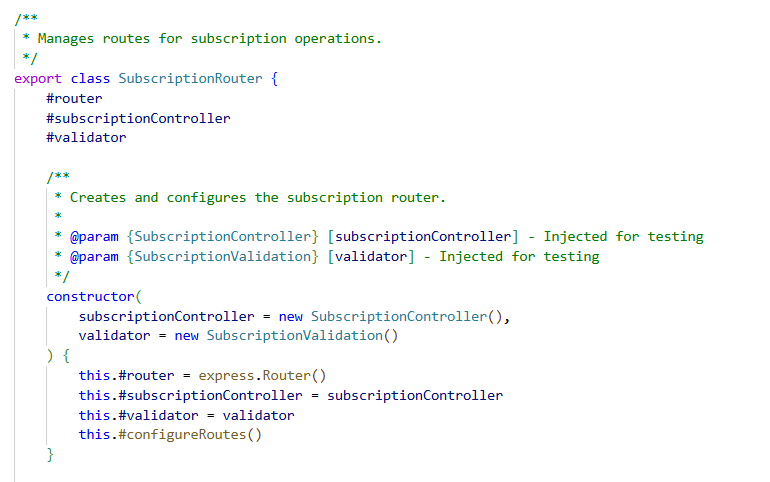 /**
 * Manages routes for subscription operations.
 */
export class SubscriptionRouter {
    #router
    #subscriptionController
    #validator

    /**
     * Creates and configures the subscription router.
     *
     * @param {SubscriptionController} [subscriptionController] - Injected for testing
     * @param {SubscriptionValidation} [validator] - Injected for testing
     */
    constructor(
        subscriptionController = new SubscriptionController(),
        validator = new SubscriptionValidation()
    ) {
        this.#router = express.Router()
        this.#subscriptionController = subscriptionController
        this.#validator = validator
        this.#configureRoutes()
    }